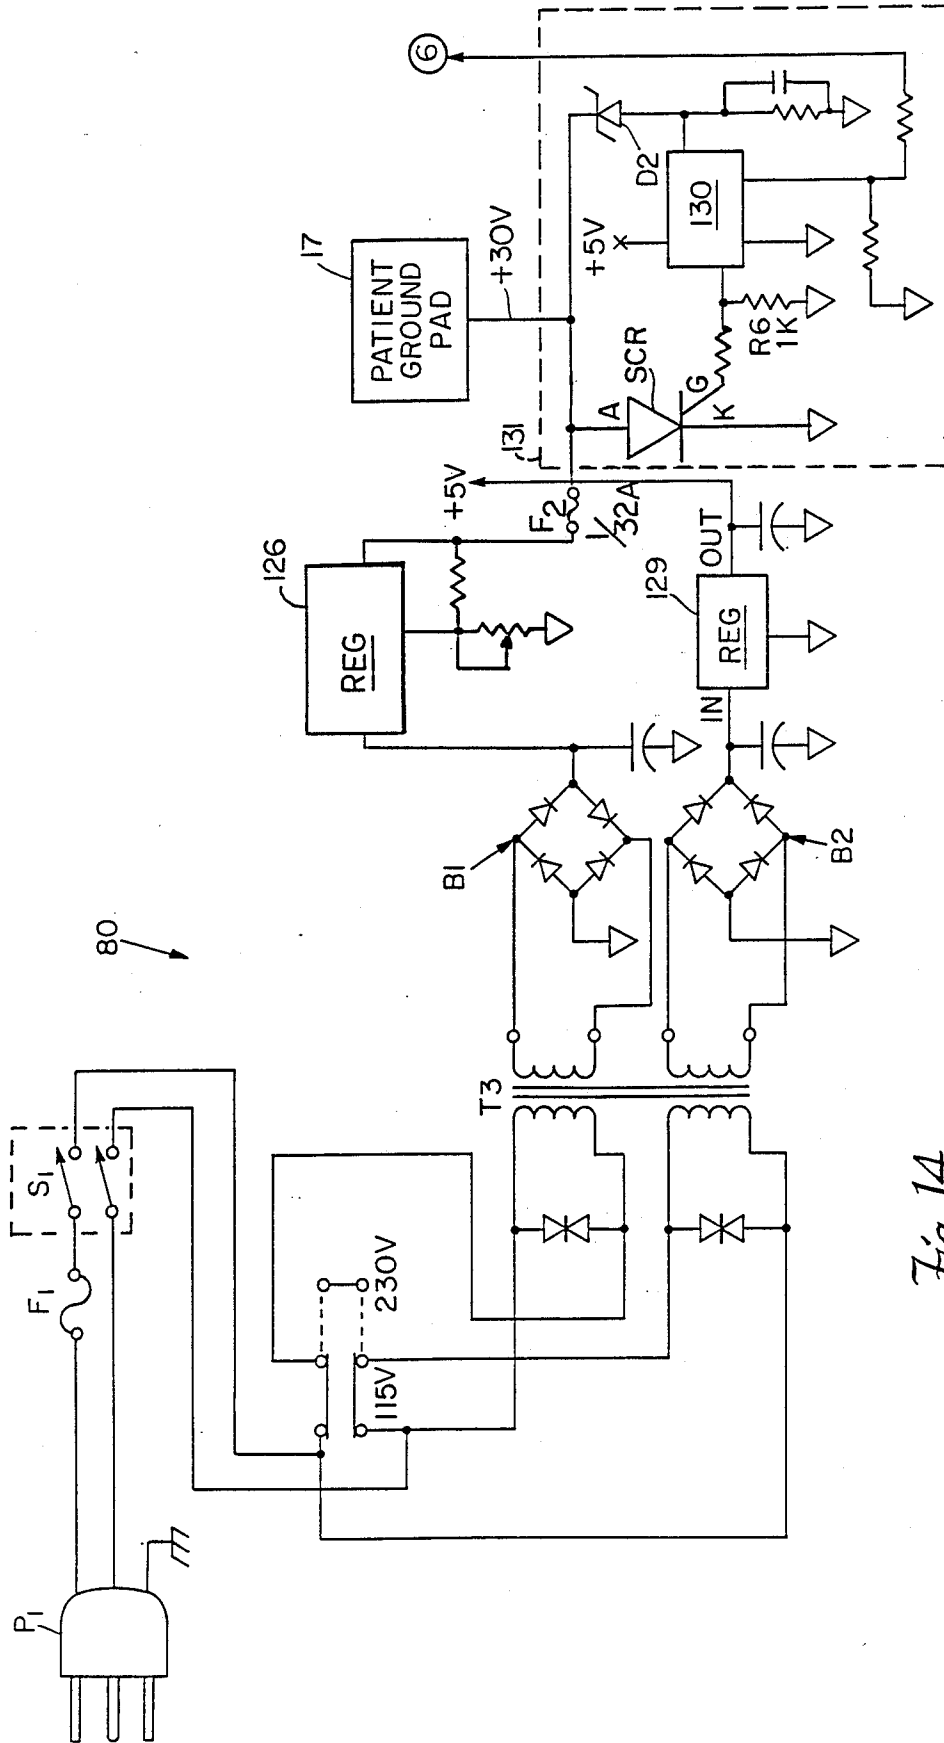 80
P1
F1
S1
115V
230V
T3
B1
B2
126
REG
129
IN
REG
OUT
+5V
F2
1/32A
17
PATIENT
GROUND
PAD
+30V
131
A
SCR
G
K
R6
1K
+5V
130
D2
6
Fig. 14